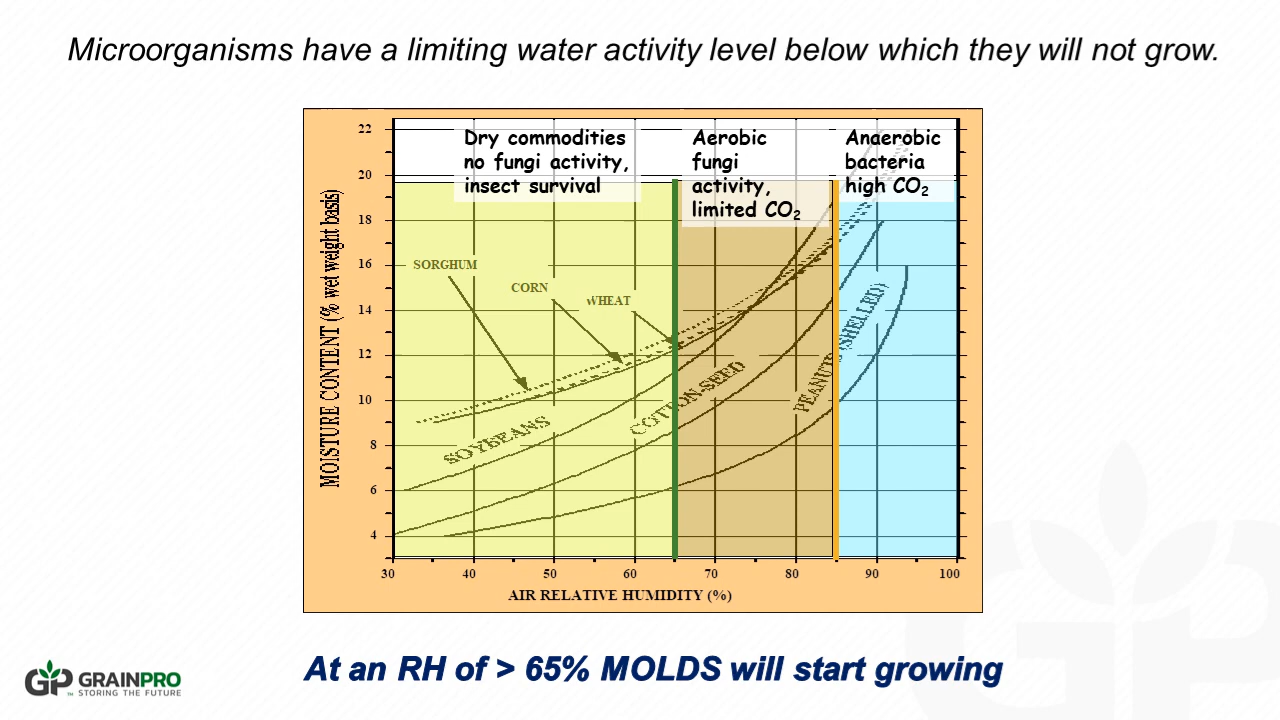 Microorganisms have a limiting water activity level below which they will not grow.
Dry commodities
no fungi activity,
insect survival
Aerobic
fungi
activity,
limited CO₂
Anaerobic
bacteria
high CO₂
MOISTURE CONTENT (% wet weight basis)
22
20
18
16
14
12
10
8
6
4
SORGHUM
CORN
WHEAT
SOYBEANS
COTTON-SEED
PEANUTS (SHELLED)
30 40 50 60 70 80 90 100
AIR RELATIVE HUMIDITY (%)
At an RH of > 65% MOLDS will start growing
GP GRAINPRO
TM STORING THE FUTURE
GP